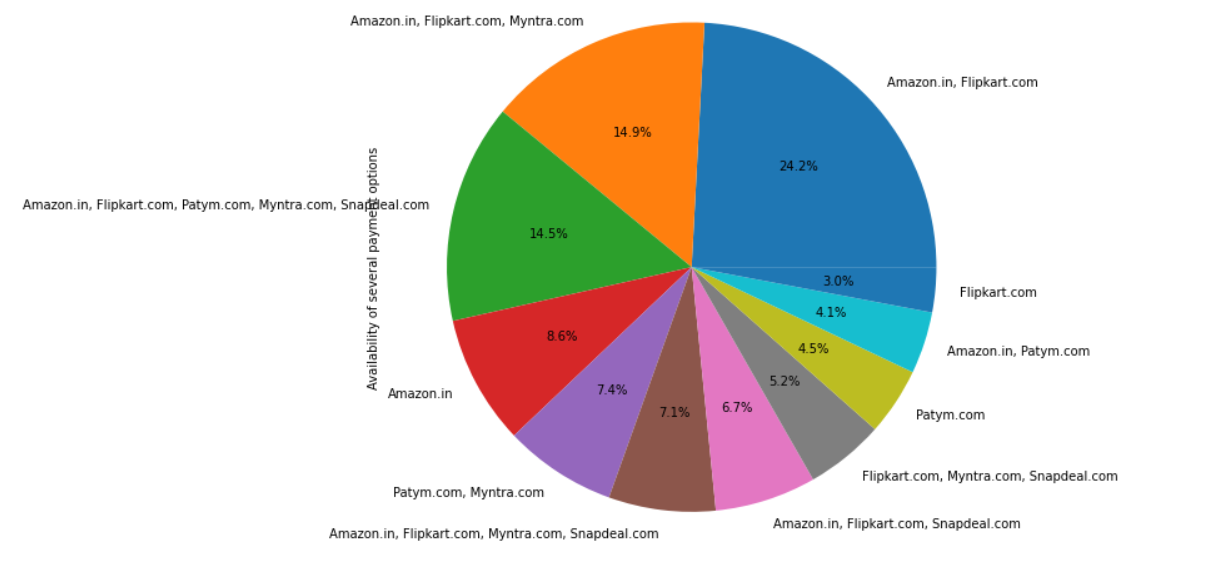 Amazon.in, Flipkart.com, Myntra.com
Amazon.in, Flipkart.com
14.9%
24.2%
Amazon.in, Flipkart.com, Patym.com, Myntra.com, Snapdeal.com
Availability of several payment options
14.5%
3.0%
Flipkart.com
4.1%
8.6%
4.5%
Amazon.in, Patym.com
5.2%
Amazon.in
7.4%
6.7%
7.1%
Patym.com
Flipkart.com, Myntra.com, Snapdeal.com
Patym.com, Myntra.com
Amazon.in, Flipkart.com, Snapdeal.com
Amazon.in, Flipkart.com, Myntra.com, Snapdeal.com